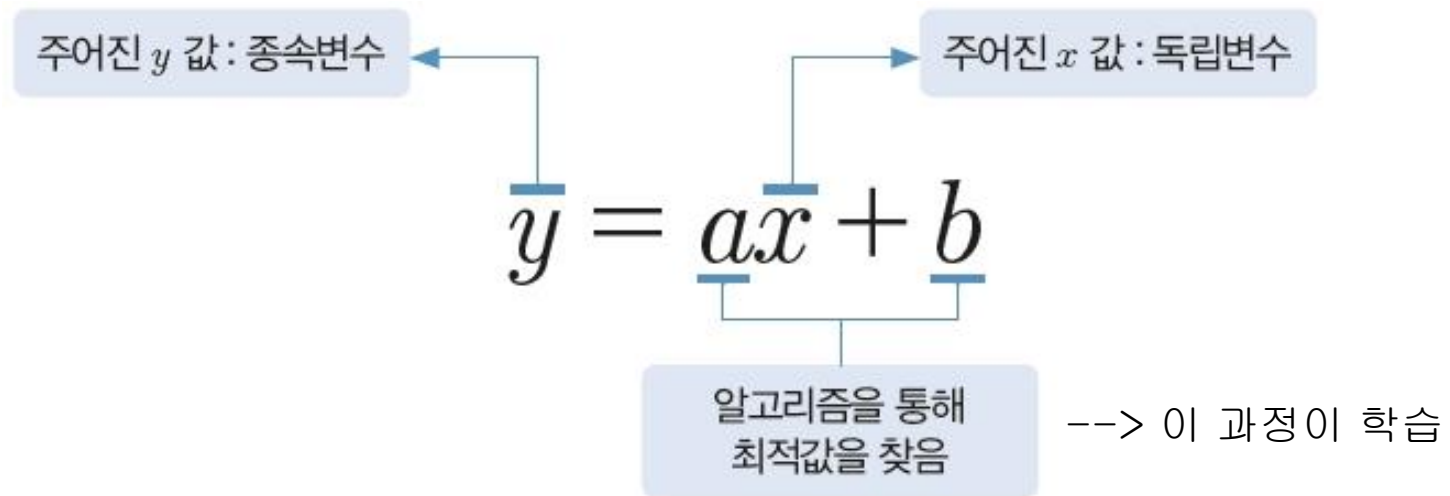 주어진 y 값 : 종속변수
주어진 x 값 : 독립변수
y = ax + b
알고리즘을 통해
최적값을 찾음
--> 이 과정이 학습